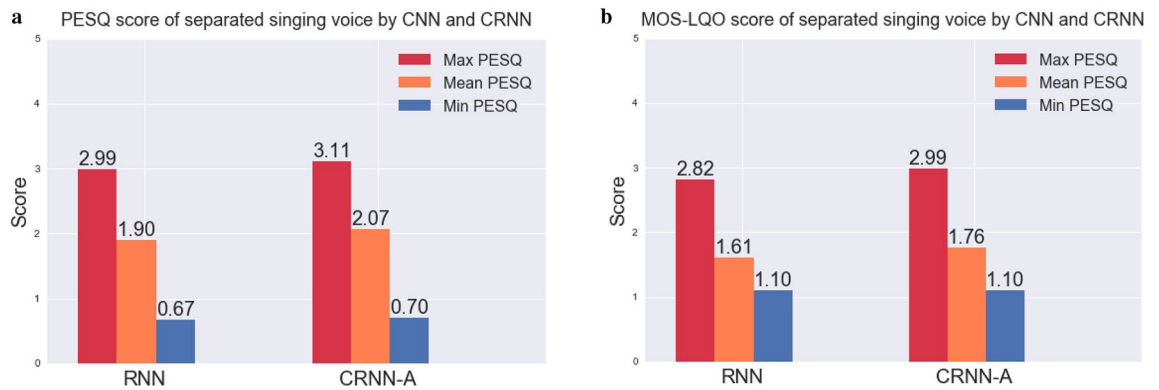 a
PESQ score of separated singing voice by CNN and CRNN
5
4
3
2
1
0
Score
Max PESQ
Mean PESQ
Min PESQ
2.99
1.90
0.67
3.11
2.07
0.70
RNN
CRNN-A
b
MOS-LQO score of separated singing voice by CNN and CRNN
5
4
3
2
1
0
Score
Max PESQ
Mean PESQ
Min PESQ
2.82
1.61
1.10
2.99
1.76
1.10
RNN
CRNN-A